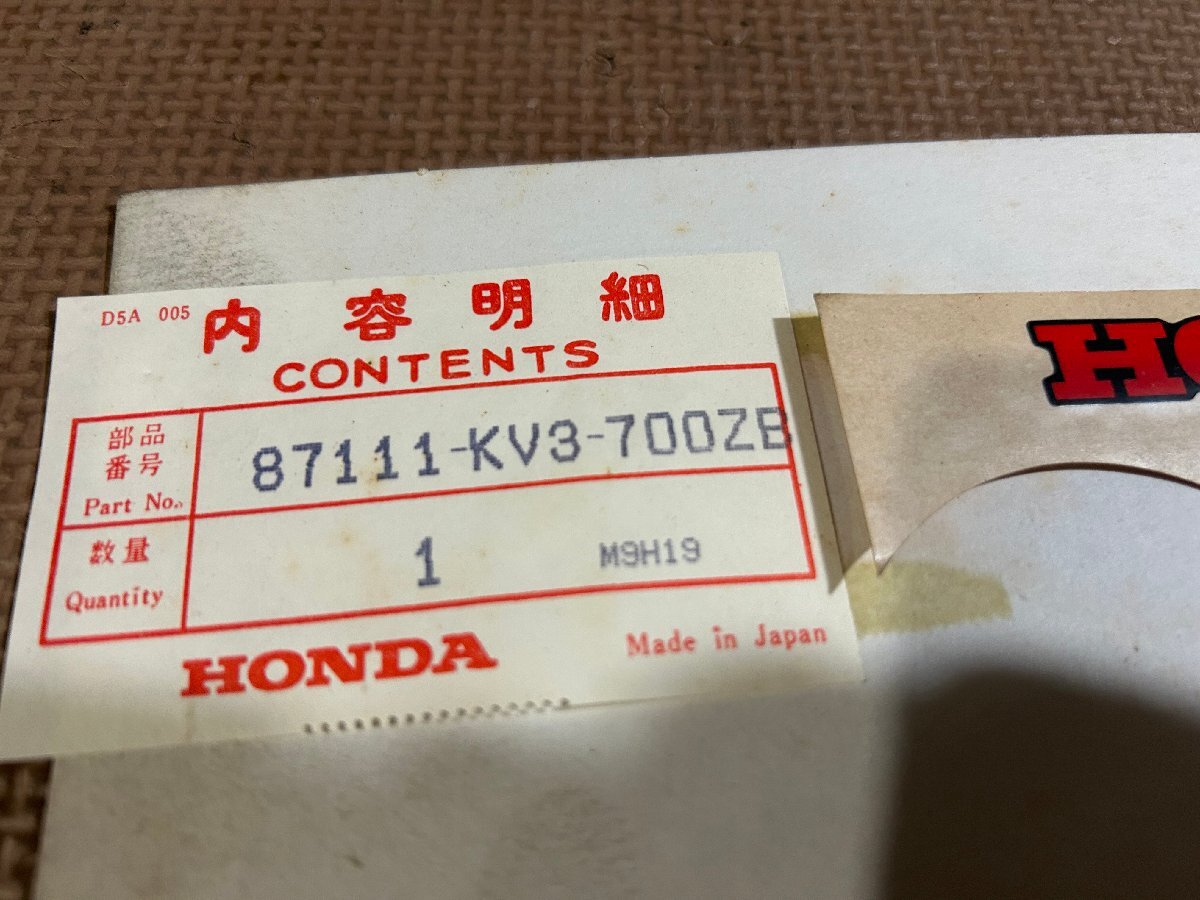 D5A 005
内容明細
CONTENTS
部品
番号
Part No.
87111-KV3-700ZB
数量
Quantity
1
M9H19
HONDA
Made in Japan